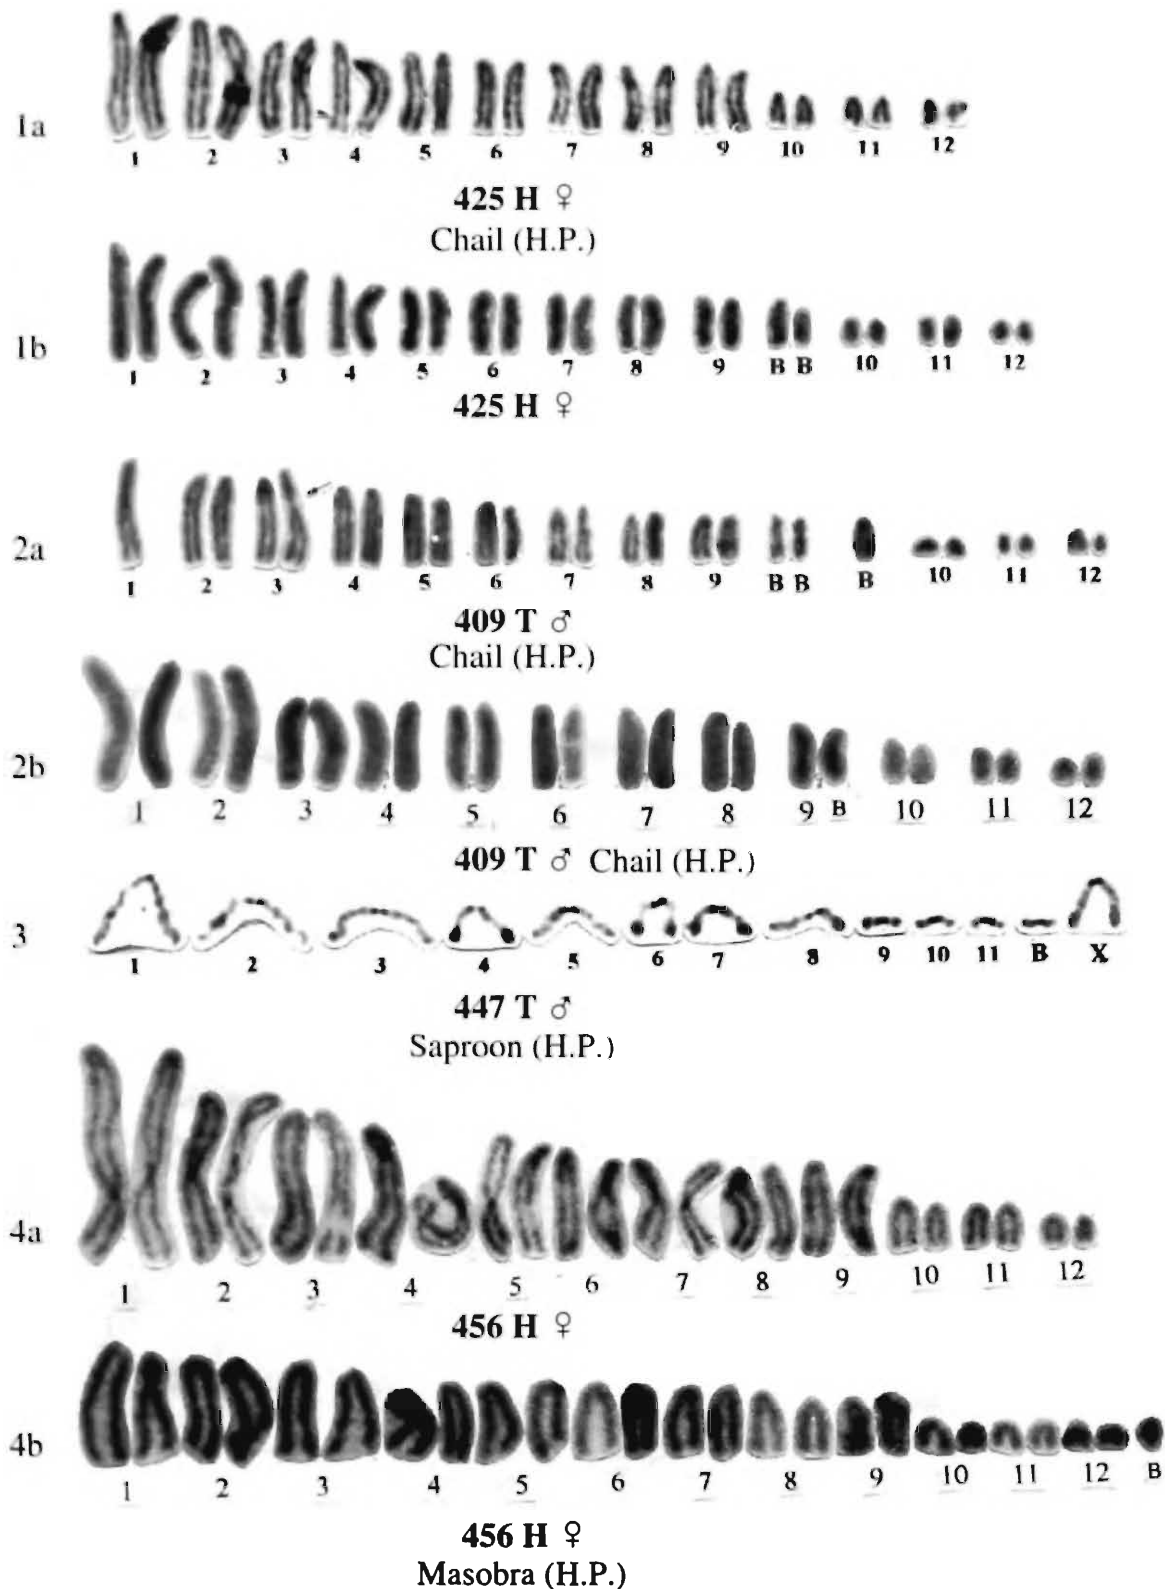 1a
1 2 3 4 5 6 7 8 9 10 11 12
425 H ♀
Chail (H.P.)
1b
1 2 3 4 5 6 7 8 9 B B 10 11 12
425 H ♀
2a
1 2 3 4 5 6 7 8 9 B B B 10 11 12
409 T ♂
Chail (H.P.)
2b
1 2 3 4 5 6 7 8 9 B 10 11 12
409 T ♂ Chail (H.P.)
3
1 2 3 4 5 6 7 8 9 10 11 B X
447 T ♂
Saproon (H.P.)
4a
1 2 3 4 5 6 7 8 9 10 11 12
456 H ♀
4b
1 2 3 4 5 6 7 8 9 10 11 12 B
456 H ♀
Masobra (H.P.)